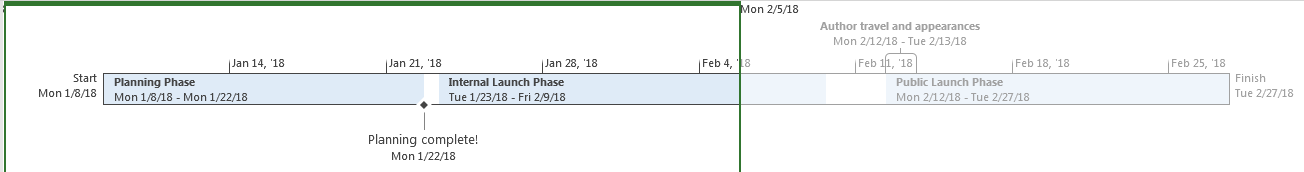 Mon 2/5/18
Author travel and appearances
Mon 2/12/18 - Tue 2/13/18
Jan 14, '18
Jan 21, '18
Jan 28, '18
Feb 4, '18
Feb 11, '18
Feb 18, '18
Feb 25, '18
Start
Mon 1/8/18
Planning Phase
Mon 1/8/18 - Mon 1/22/18
Internal Launch Phase
Tue 1/23/18 - Fri 2/9/18
Public Launch Phase
Mon 2/12/18 - Tue 2/27/18
Finish
Tue 2/27/18
Planning complete!
Mon 1/22/18